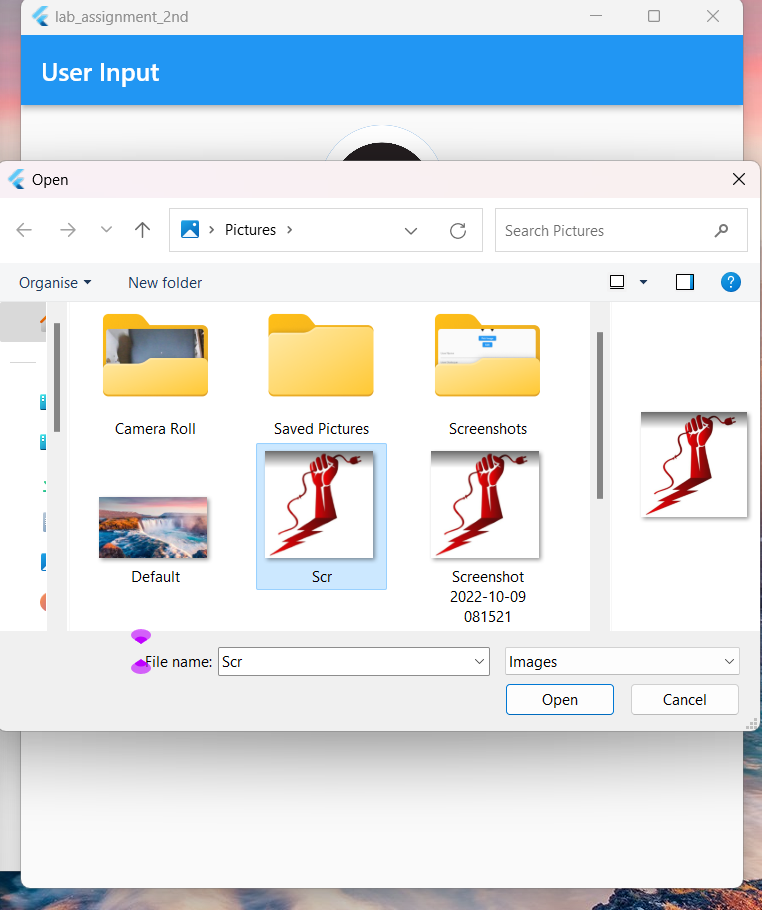 lab_assignment_2nd
User Input
Open
Pictures
Search Pictures
Organise
New folder
?
Camera Roll
Saved Pictures
Screenshots
Default
Scr
Screenshot
2022-10-09
081521
File name:
Scr
Images
Open
Cancel